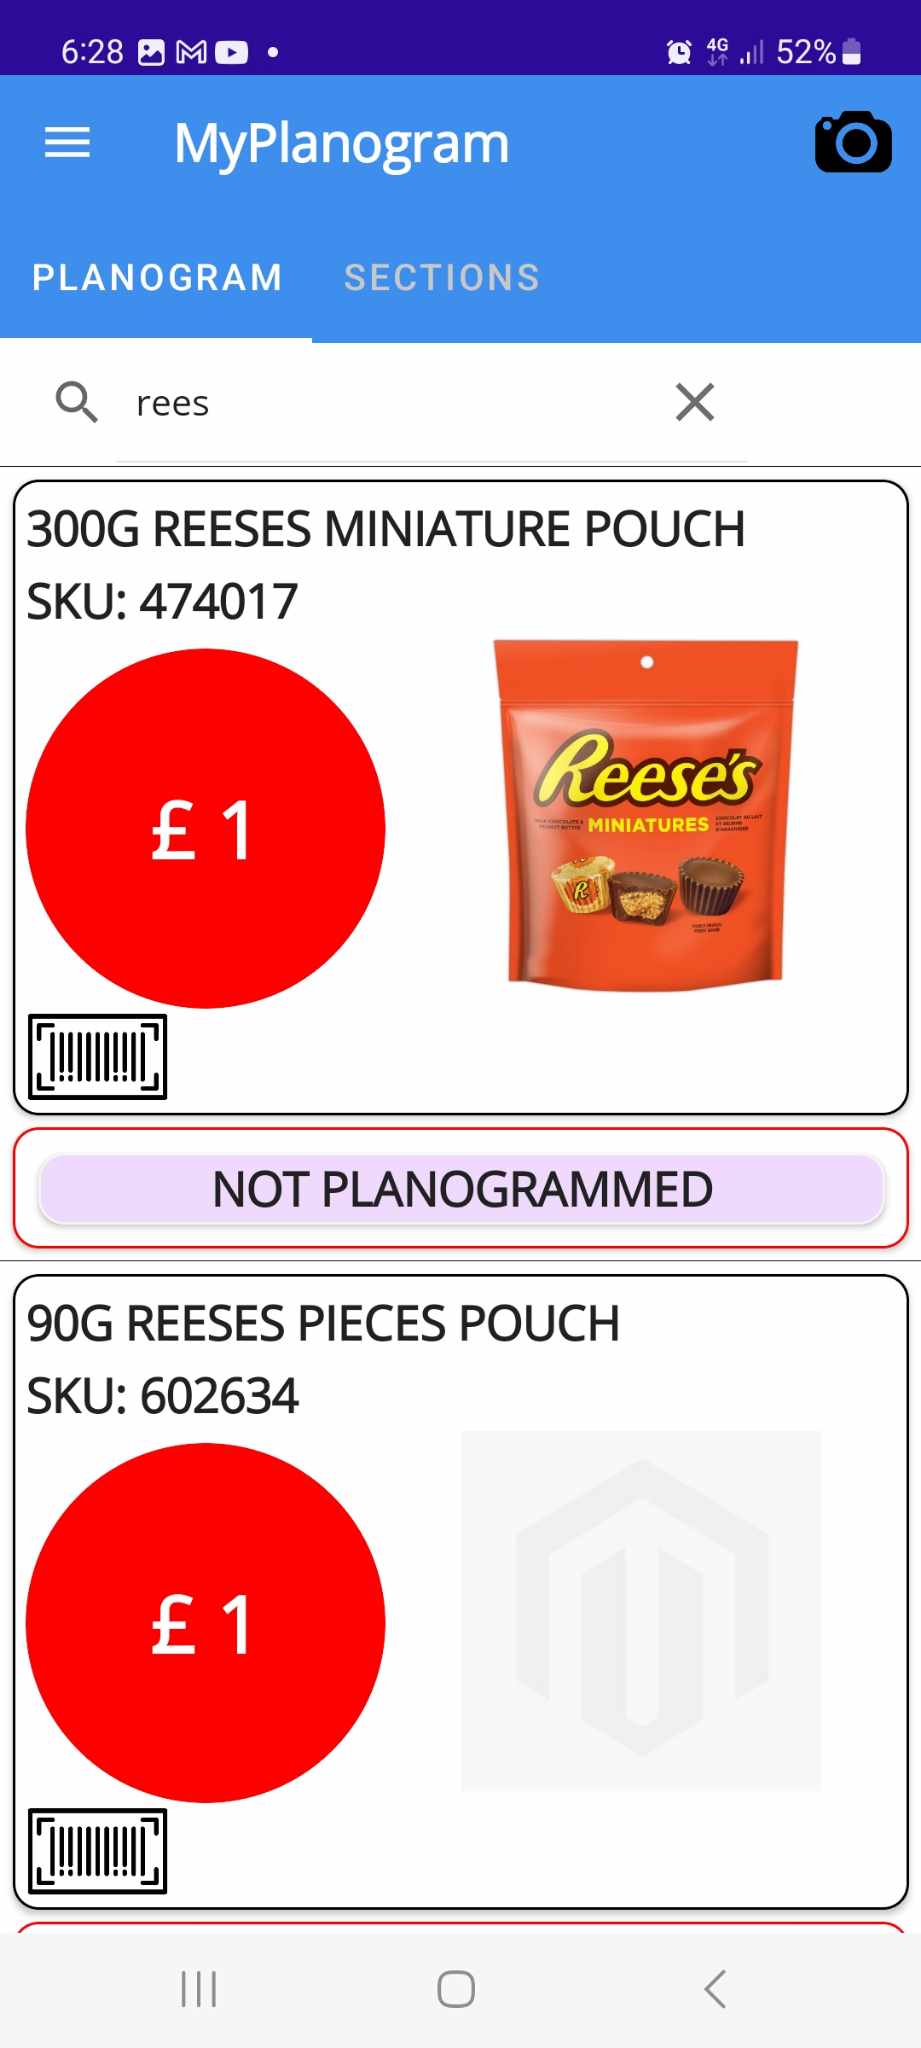 6:28
4G
52%
MyPlanogram
PLANOGRAM
SECTIONS
rees
300G REESES MINIATURE POUCH
SKU: 474017
£ 1
Reese's
MINIATURES
NOT PLANOGRAMMED
90G REESES PIECES POUCH
SKU: 602634
£ 1